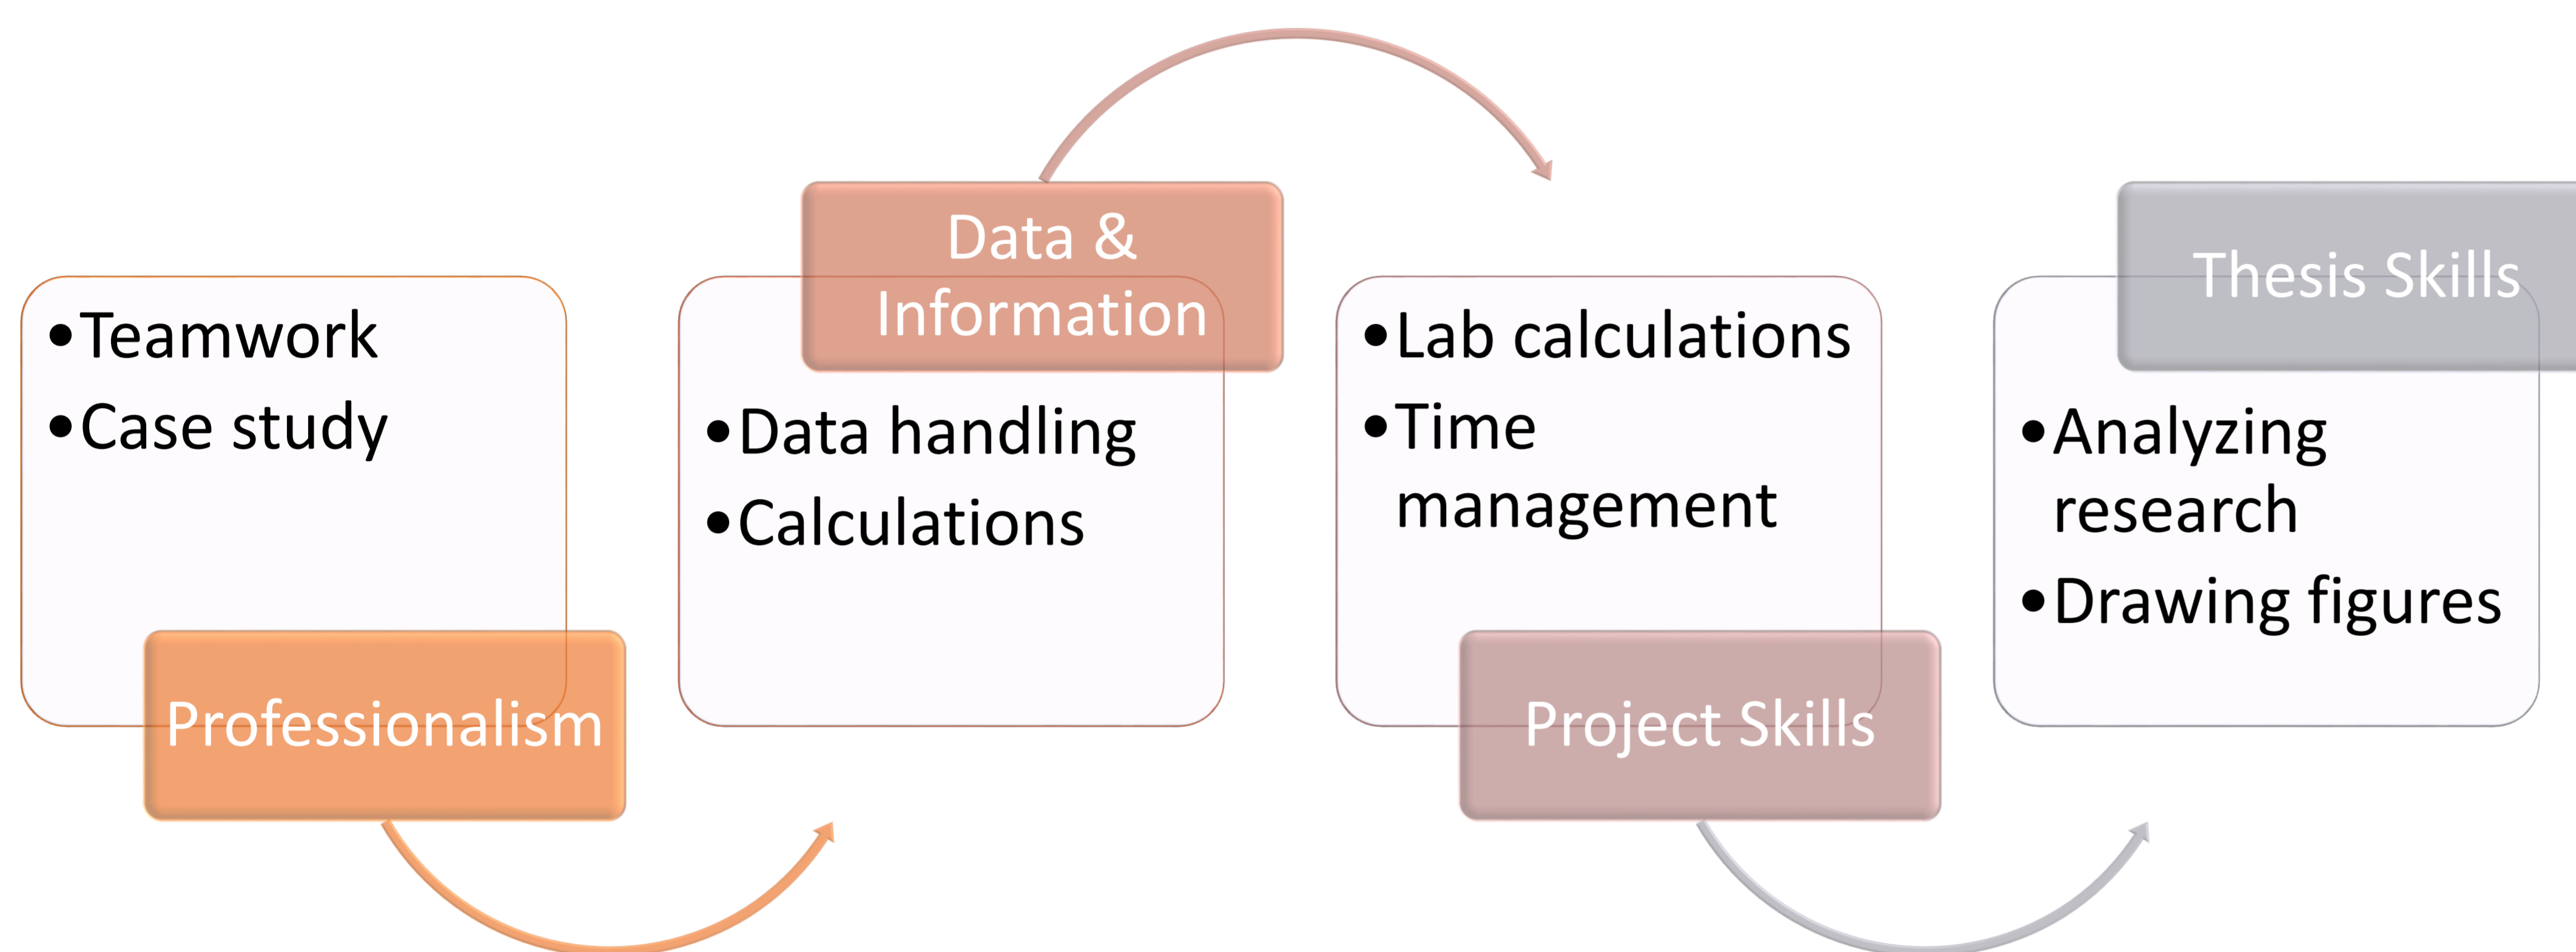 •Teamwork
•Case study
Professionalism
Data &
Information
•Data handling
•Calculations
•Lab calculations
•Time
management
Project Skills
Thesis Skills
•Analyzing
research
•Drawing figures